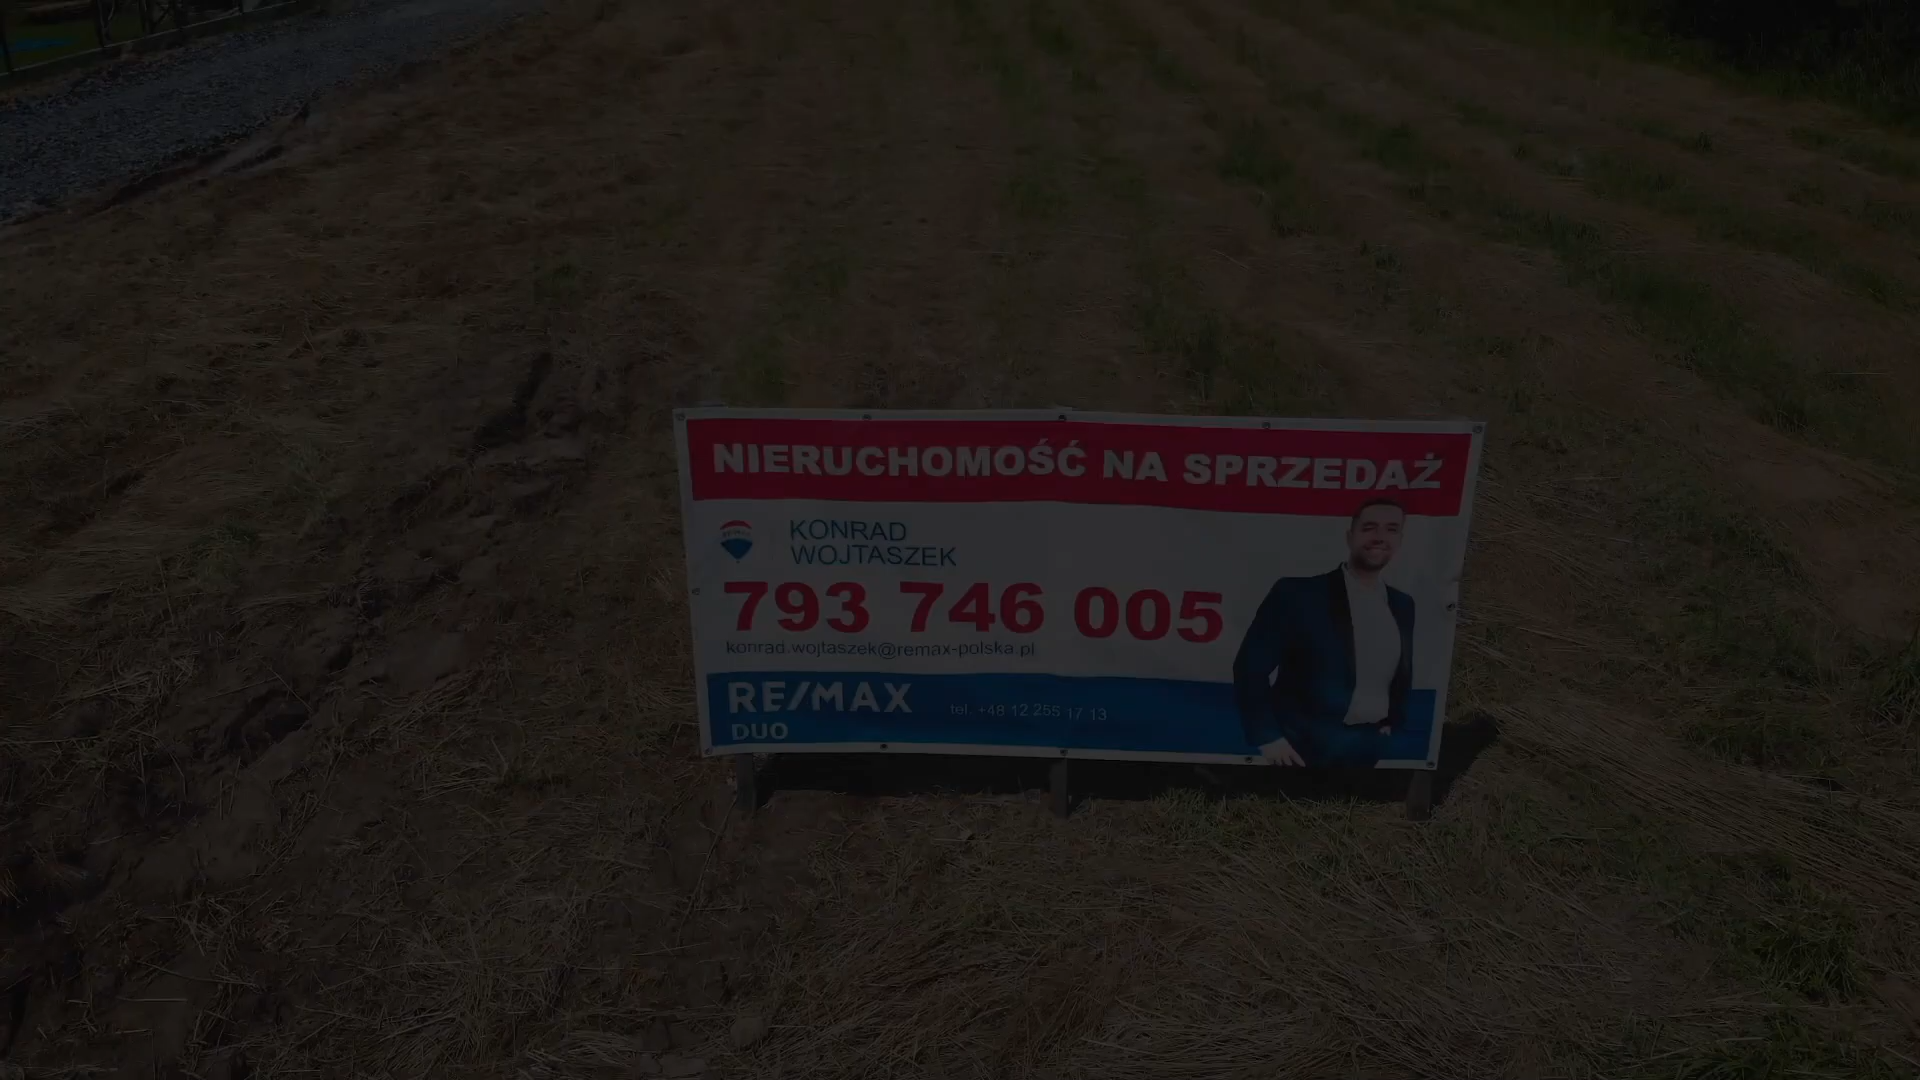 NIERUCHOMOŚĆ NA SPRZEDAŻ
KONRAD
WOJTASZEK
793 746 005
konrad.wojtaszek@remax-polska.pl
RE/MAX
DUO
tel. +48 12 255 17 13